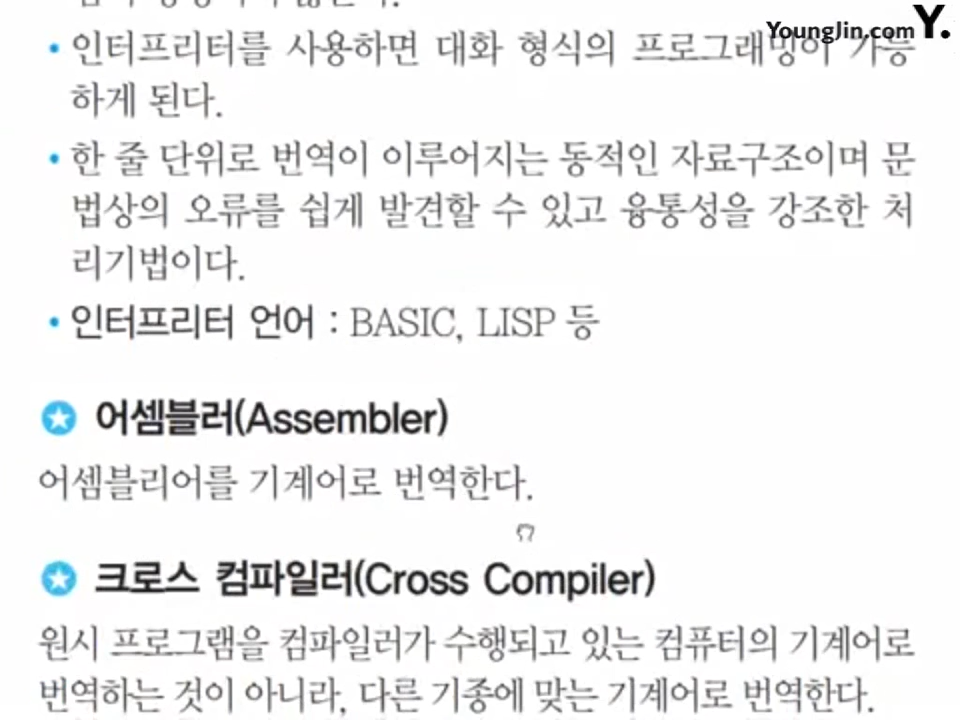 YoungJin.com Y.
• 인터프리터를 사용하면 대화 형식의 프로그래밍이 가능
하게 된다.
• 한 줄 단위로 번역이 이루어지는 동적인 자료구조이며 문
법상의 오류를 쉽게 발견할 수 있고 융통성을 강조한 처
리기법이다.
• 인터프리터 언어 : BASIC, LISP 등
어셈블러(Assembler)
어셈블리어를 기계어로 번역한다.
크로스 컴파일러(Cross Compiler)
원시 프로그램을 컴파일러가 수행되고 있는 컴퓨터의 기계어로
번역하는 것이 아니라, 다른 기종에 맞는 기계어로 번역한다.